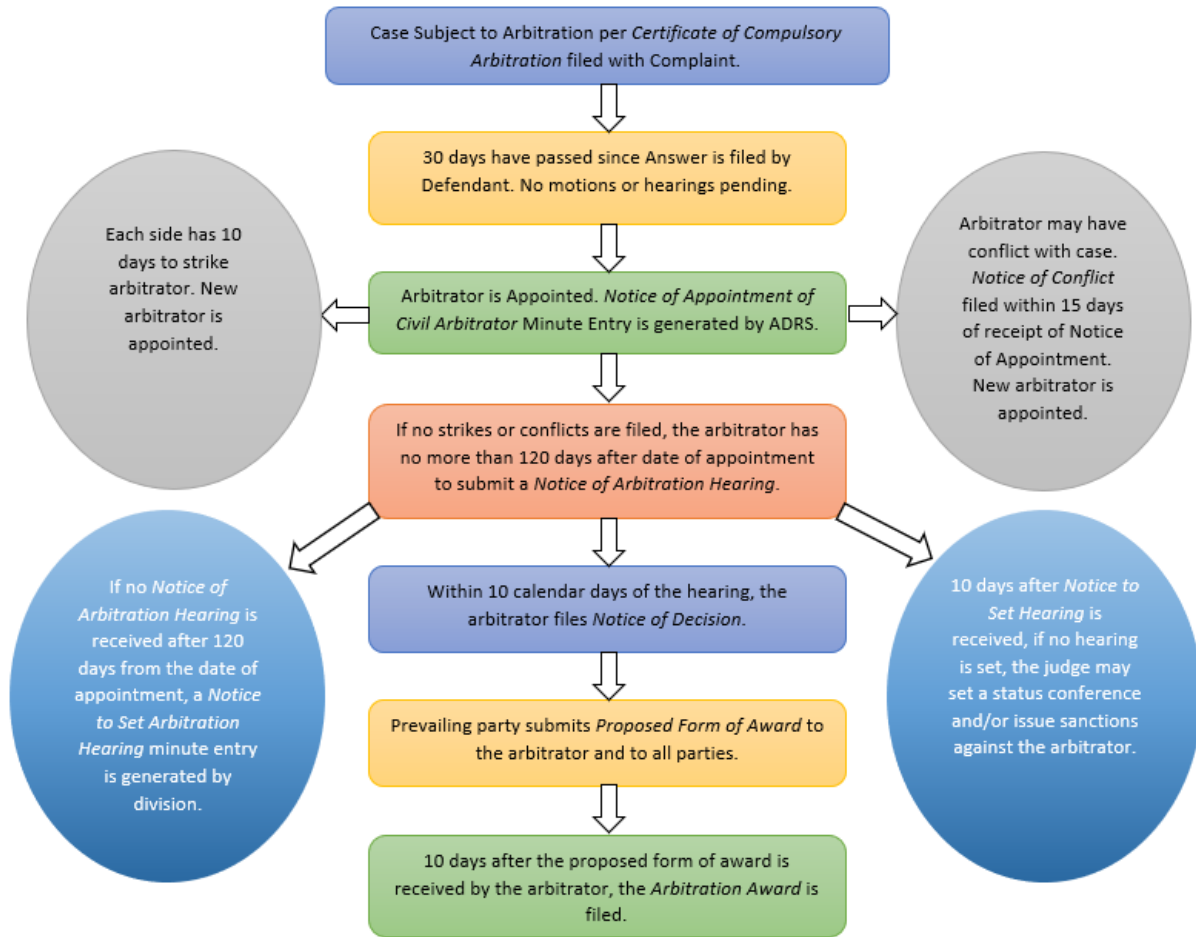 Case Subject to Arbitration per Certificate of Compulsory
Arbitration filed with Complaint.
30 days have passed since Answer is filed by
Defendant. No motions or hearings pending.
Each side has 10
days to strike
arbitrator. New
arbitrator is
appointed.
Arbitrator is Appointed. Notice of Appointment of
Civil Arbitrator Minute Entry is generated by ADRS.
Arbitrator may have
conflict with case.
Notice of Conflict
filed within 15 days
of receipt of Notice
of Appointment.
New arbitrator is
appointed.
If no strikes or conflicts are filed, the arbitrator has
no more than 120 days after date of appointment
to submit a Notice of Arbitration Hearing.
If no Notice of
Arbitration Hearing is
received after 120
days from the date of
appointment, a Notice
to Set Arbitration
Hearing minute entry
is generated by
division.
Within 10 calendar days of the hearing, the
arbitrator files Notice of Decision.
10 days after Notice to
Set Hearing is
received, if no hearing
is set, the judge may
set a status conference
and/or issue sanctions
against the arbitrator.
Prevailing party submits Proposed Form of Award to
the arbitrator and to all parties.
10 days after the proposed form of award is
received by the arbitrator, the Arbitration Award is
filed.